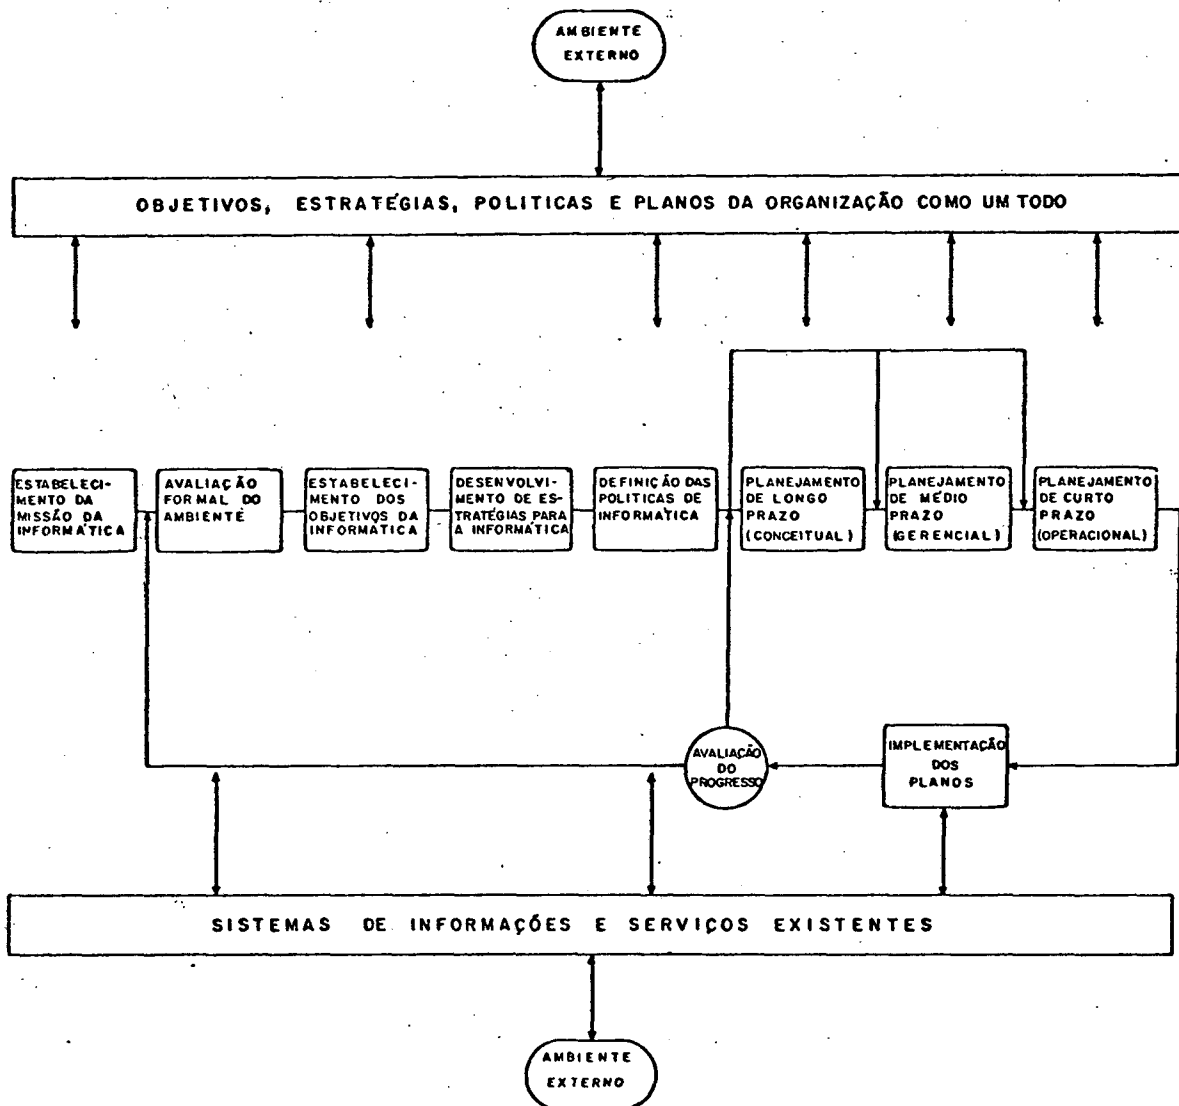 AMBIENTE
EXTERNO
OBJETIVOS, ESTRATÉGIAS, POLITICAS E PLANOS DA ORGANIZAÇÃO COMO UM TODO
ESTABELECI-
MENTO DA
MISSÃO DA
INFORMÁTICA
AVALIAÇÃO
FORMAL DO
AMBIENTE
ESTABELECI-
MENTO DOS
OBJETIVOS DA
INFORMÁTICA
DESENVOLVI-
MENTO DE ES-
TRATÉGIAS PARA
A INFORMÁTICA
DEFINIÇÃO DAS
POLITICAS DE
INFORMÁTICA
PLANEJAMENTO
DE LONGO
PRAZO
(CONCEITUAL)
PLANEJAMENTO
DE MÉDIO
PRAZO
(GERENCIAL)
PLANEJAMENTO
DE CURTO
PRAZO
(OPERACIONAL)
AVALIAÇÃO
DO
PROGRESSO
IMPLEMENTAÇÃO
DOS
PLANOS
SISTEMAS DE INFORMAÇÕES E SERVIÇOS EXISTENTES
AMBIENTE
EXTERNO